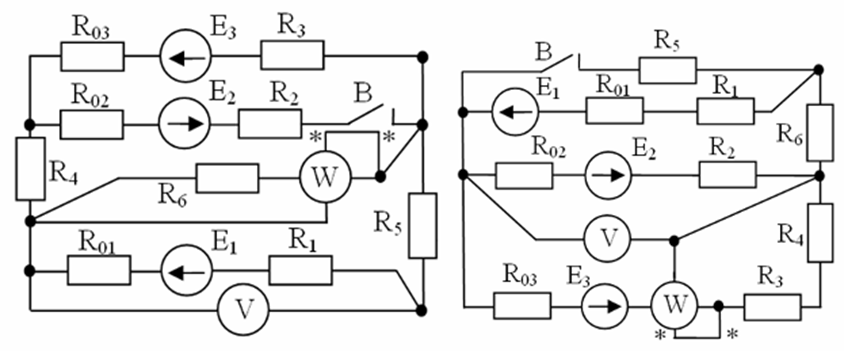 R03 E3 R3
R02 E2 R2 B
* *
R4 R6 W
R5
R01 E1 R1
V
B R5
E1 R01 R1
R6
R02 E2 R2
V R4
R03 E3 W R3
* *